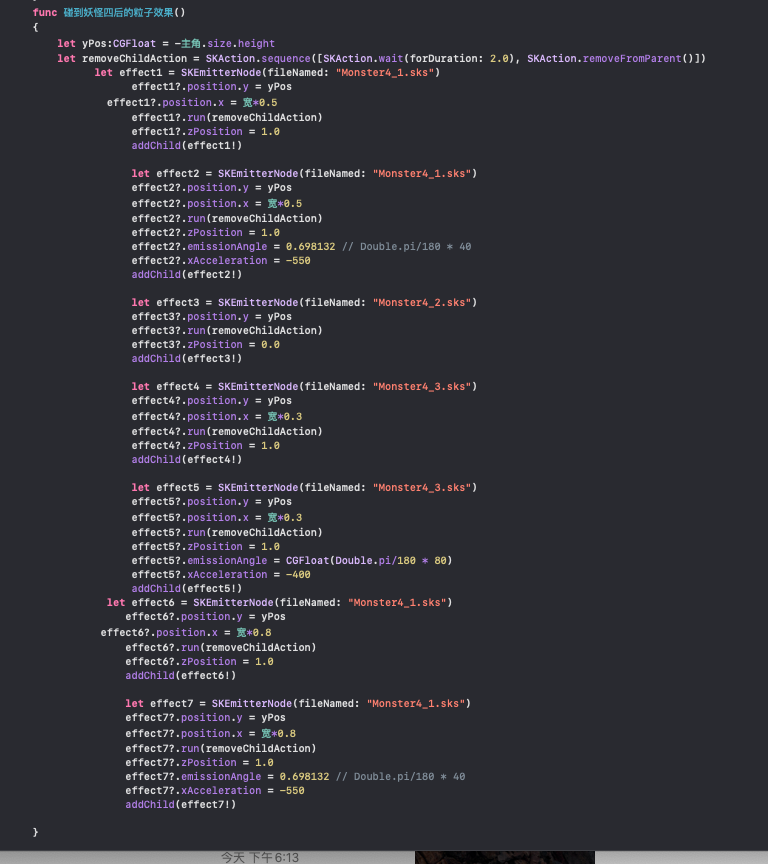 func 碰到妖怪四后的粒子效果()
{
let yPos:CGFloat = -主角.size.height
let removeChildAction = SKAction.sequence([SKAction.wait(forDuration: 2.0), SKAction.removeFromParent()])
let effect1 = SKEmitterNode(fileNamed: "Monster4_1.sks")
effect1?.position.y = yPos
effect1?.position.x = 宽*0.5
effect1?.run(removeChildAction)
effect1?.zPosition = 1.0
addChild(effect1!)
let effect2 = SKEmitterNode(fileNamed: "Monster4_1.sks")
effect2?.position.y = yPos
effect2?.position.x = 宽*0.5
effect2?.run(removeChildAction)
effect2?.zPosition = 1.0
effect2?.emissionAngle = 0.698132 // Double.pi/180 * 40
effect2?.xAcceleration = -550
addChild(effect2!)
let effect3 = SKEmitterNode(fileNamed: "Monster4_2.sks")
effect3?.position.y = yPos
effect3?.run(removeChildAction)
effect3?.zPosition = 0.0
addChild(effect3!)
let effect4 = SKEmitterNode(fileNamed: "Monster4_3.sks")
effect4?.position.y = yPos
effect4?.position.x = 宽*0.3
effect4?.run(removeChildAction)
effect4?.zPosition = 1.0
addChild(effect4!)
let effect5 = SKEmitterNode(fileNamed: "Monster4_3.sks")
effect5?.position.y = yPos
effect5?.position.x = 宽*0.3
effect5?.run(removeChildAction)
effect5?.zPosition = 1.0
effect5?.emissionAngle = CGFloat(Double.pi/180 * 80)
effect5?.xAcceleration = -400
addChild(effect5!)
let effect6 = SKEmitterNode(fileNamed: "Monster4_1.sks")
effect6?.position.y = yPos
effect6?.position.x = 宽*0.8
effect6?.run(removeChildAction)
effect6?.zPosition = 1.0
addChild(effect6!)
let effect7 = SKEmitterNode(fileNamed: "Monster4_1.sks")
effect7?.position.y = yPos
effect7?.position.x = 宽*0.8
effect7?.run(removeChildAction)
effect7?.zPosition = 1.0
effect7?.emissionAngle = 0.698132 // Double.pi/180 * 40
effect7?.xAcceleration = -550
addChild(effect7!)
}
今天 下午6:13